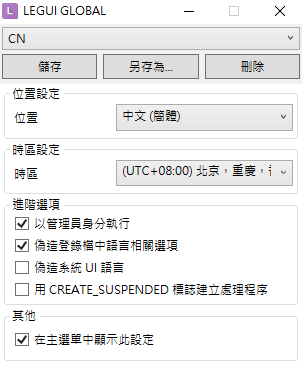 L LEGUI GLOBAL
CN
儲存 另存為... 刪除
位置設定
位置 中文 (簡體)
時區設定
時區 (UTC+08:00) 北京，重慶，
進階選項
以管理員身分執行
偽造登錄檔中語言相關選項
偽造系統 UI 語言
用 CREATE_SUSPENDED 標誌建立處理程序
其他
在主選單中顯示此設定